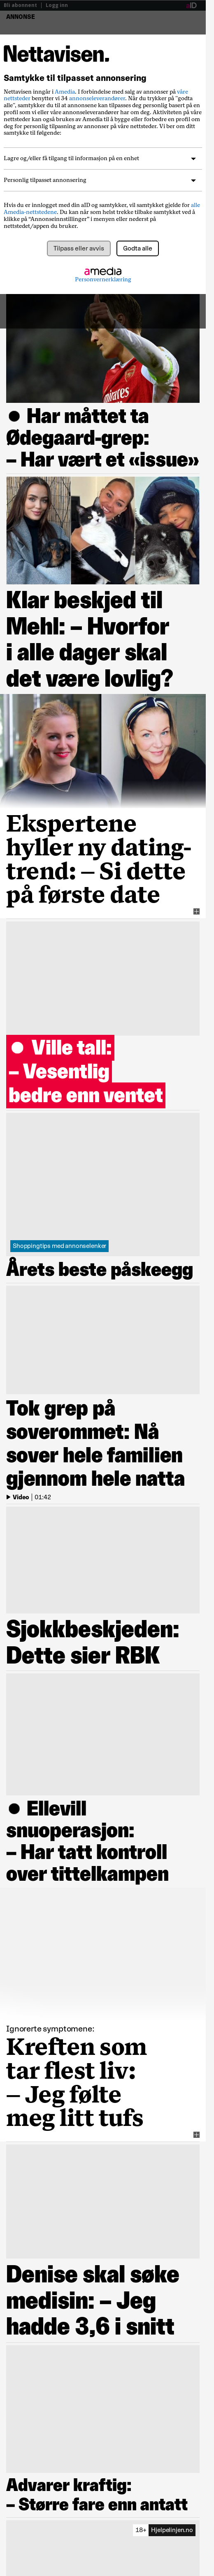 Bli abonnent | Logg inn
aID
ANNONSE
Nettavisen.
Samtykke til tilpasset annonsering
Nettavisen inngår i Amedia. I forbindelse med salg av annonser på våre
nettsteder benytter vi 34 annonseleverandører. Når du trykker på "godta
alle", samtykker du til at annonsene kan tilpasses deg personlig, basert på en
profil som vi eller våre annonseleverandører har om deg. Aktiviteten din på
våre nettsteder kan også brukes av Amedia til å bygge eller utvide en profil om
deg for personlig tilpasning av annonser på våre nettsteder. Vi ber om ditt
samtykke til følgende:
Lagre og/eller få tilgang til informasjon på en enhet
Personlig tilpasset annonsering
Hvis du er innlogget med din aID og samtykker, vil samtykket gjelde for alle
Amedia-nettstedene. Du kan når som helst trekke tilbake samtykket ved å
klikke på “Annonseinnstillinger” i menyen eller nederst på
nettstedet/appen du bruker.
Tilpass eller avvis
Godta alle
amedia
Personvernerklæring
● Har måttet ta
Ødegaard-grep:
– Har vært et «issue»
Klar beskjed til
Mehl: – Hvorfor
i alle dager skal
det være lovlig?
Ekspertene
hyller ny dating-
trend: – Si dette
på første date
● Ville tall:
– Vesentlig
bedre enn ventet
Shoppingtips med annonselenker
Årets beste påskeegg
Tok grep på
soverommet: Nå
sover hele familien
gjennom hele natta
Video | 01:42
Sjokkbeskjeden:
Dette sier RBK
● Ellevill
snuoperasjon:
– Har tatt kontroll
over tittelkampen
Ignorerte symptomene:
Kreften som
tar flest liv:
– Jeg følte
meg litt tufs
Denise skal søke
medisin: – Jeg
hadde 3,6 i snitt
Advarer kraftig:
– Større fare enn antatt
18+ Hjelpelinjen.no